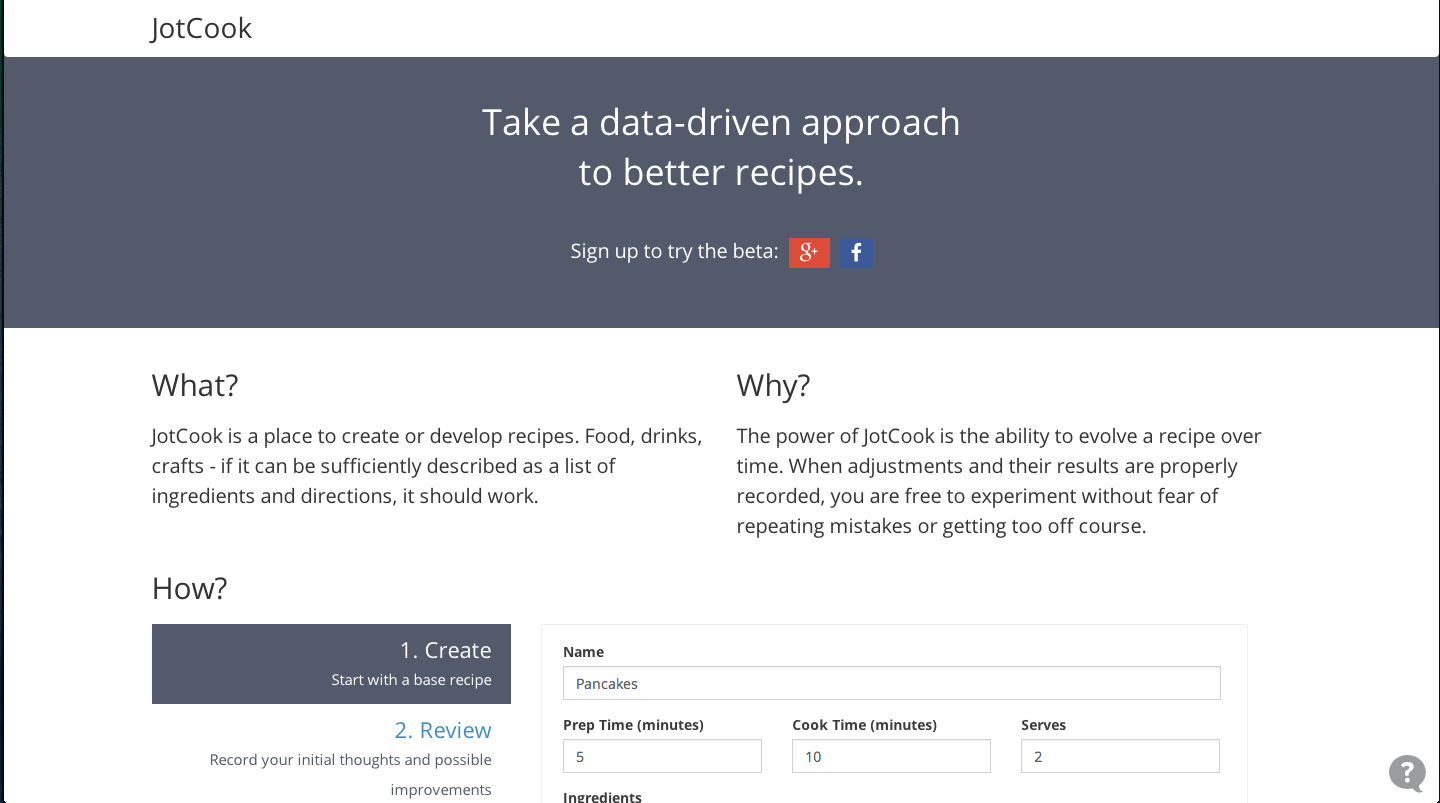 JotCook
Take a data-driven approach
to better recipes.
Sign up to try the beta:
g+
f
What?
JotCook is a place to create or develop recipes. Food, drinks,
crafts - if it can be sufficiently described as a list of
ingredients and directions, it should work.
Why?
The power of JotCook is the ability to evolve a recipe over
time. When adjustments and their results are properly
recorded, you are free to experiment without fear of
repeating mistakes or getting too off course.
How?
1. Create
Start with a base recipe
2. Review
Record your initial thoughts and possible
improvements
Name
Pancakes
Prep Time (minutes)
Cook Time (minutes)
Serves
5
10
2
Ingredients
?